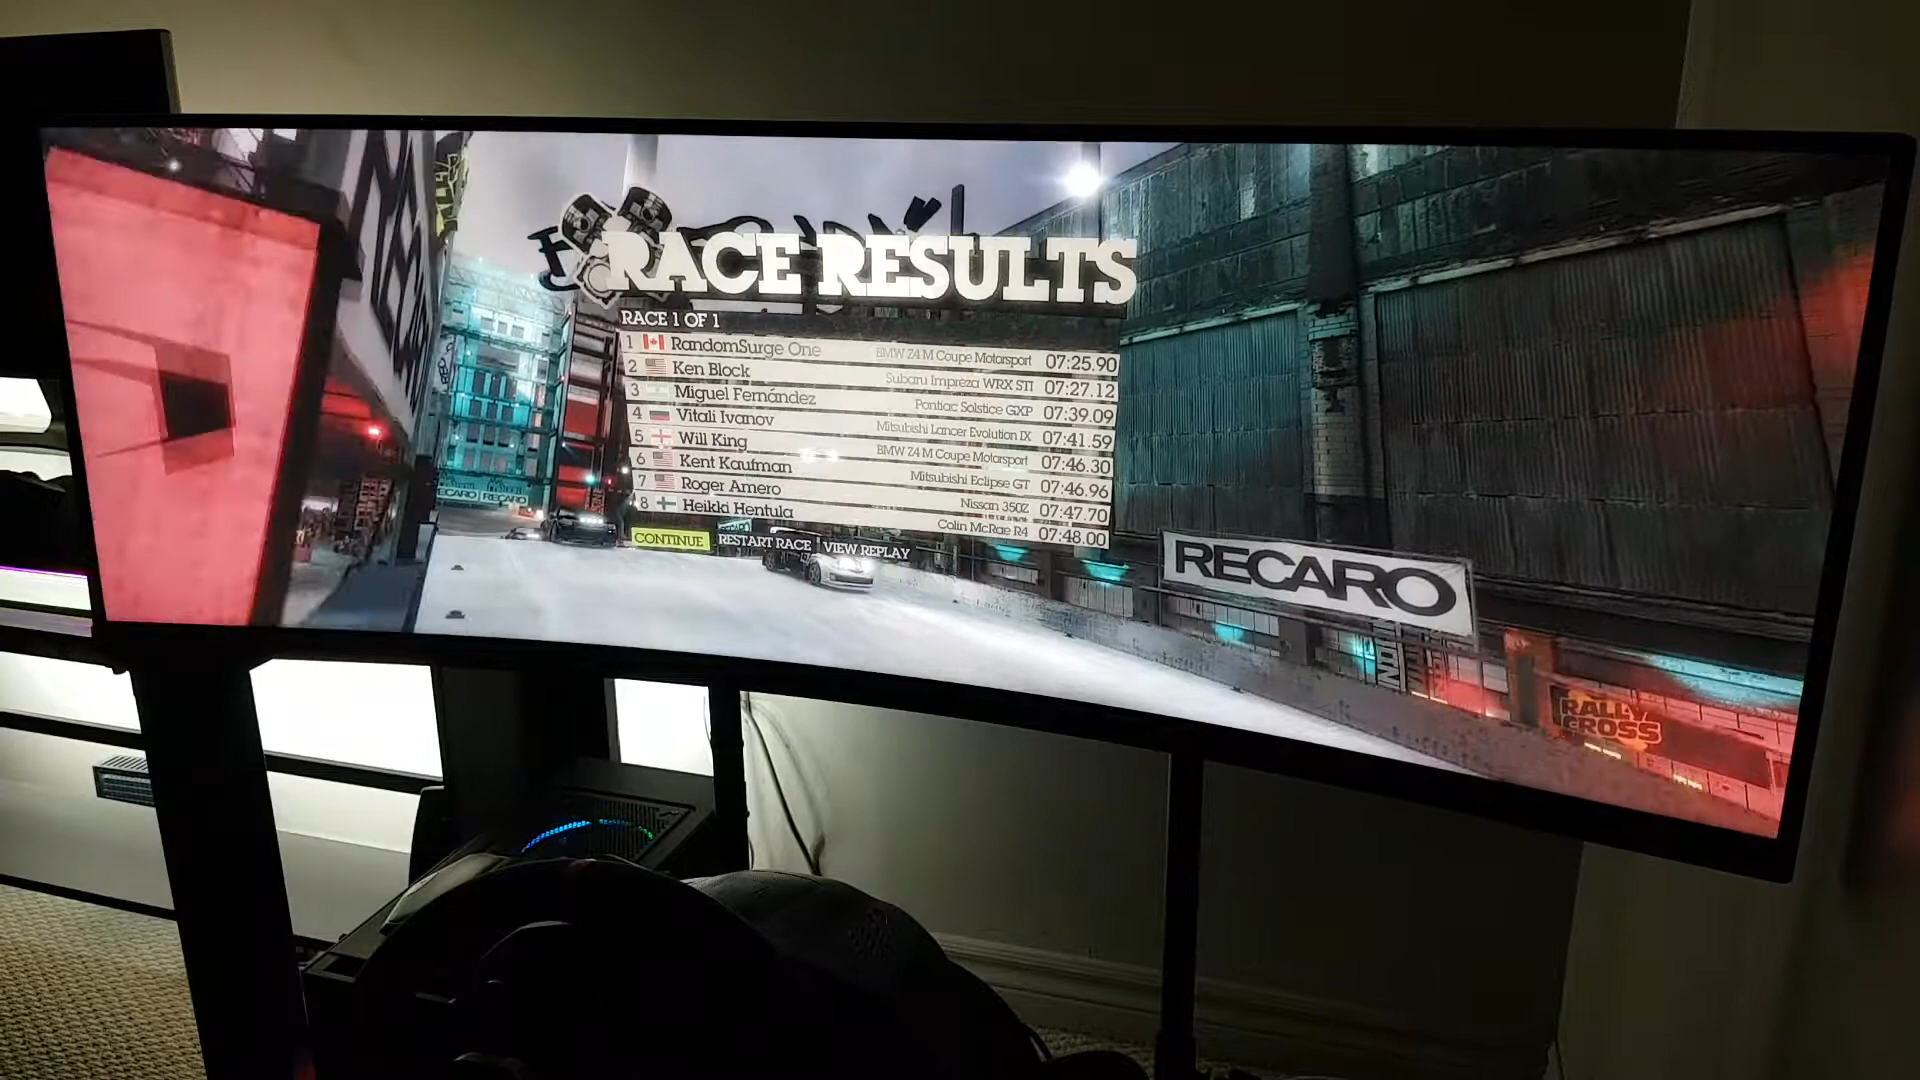 RACE RESULTS
RACE 1 OF 1
1 RandomSurge One BMW Z4 M Coupe Motorsport 07:25.90
2 Ken Block Subaru Impreza WRX STI 07:27.12
3 Miguel Fernández Pontiac Solstice GXP 07:39.09
4 Vitali Ivanov Mitsubishi Lancer Evolution IX 07:41.59
5 Will King BMW Z4 M Coupe Motorsport 07:46.30
6 Kent Kaufman Mitsubishi Eclipse GT 07:46.96
7 Roger Amero Nissan 350Z 07:47.70
8 Heikki Hentula Colin McRae R4 07:48.00
CONTINUE RESTART RACE VIEW REPLAY
RECARO RECARO
RECARO
RECARO
RALLY
CROSS